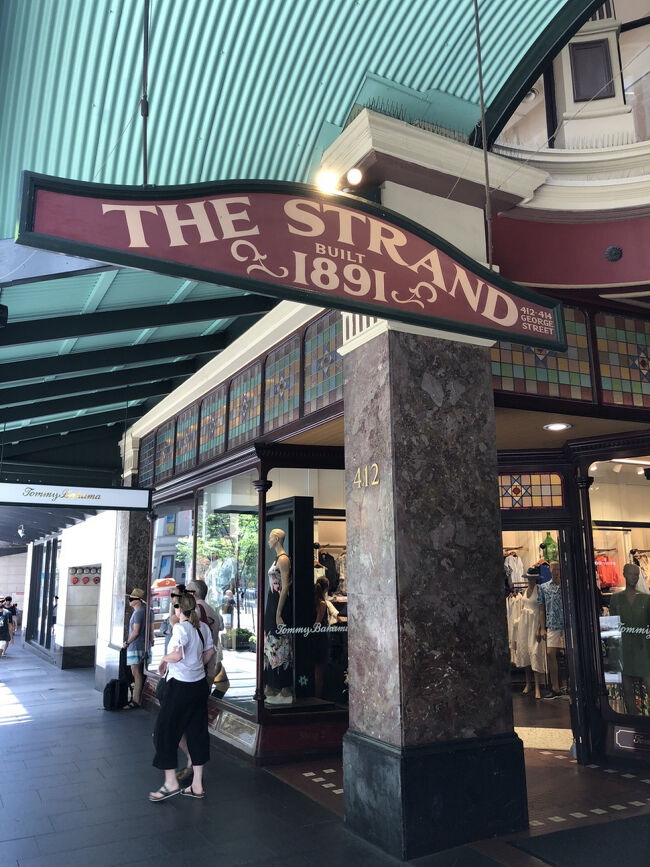 THE STRAND
BUILT
1891
412-414
GEORGE
STREET
412
Tommy Bahama
Tommy Bahama